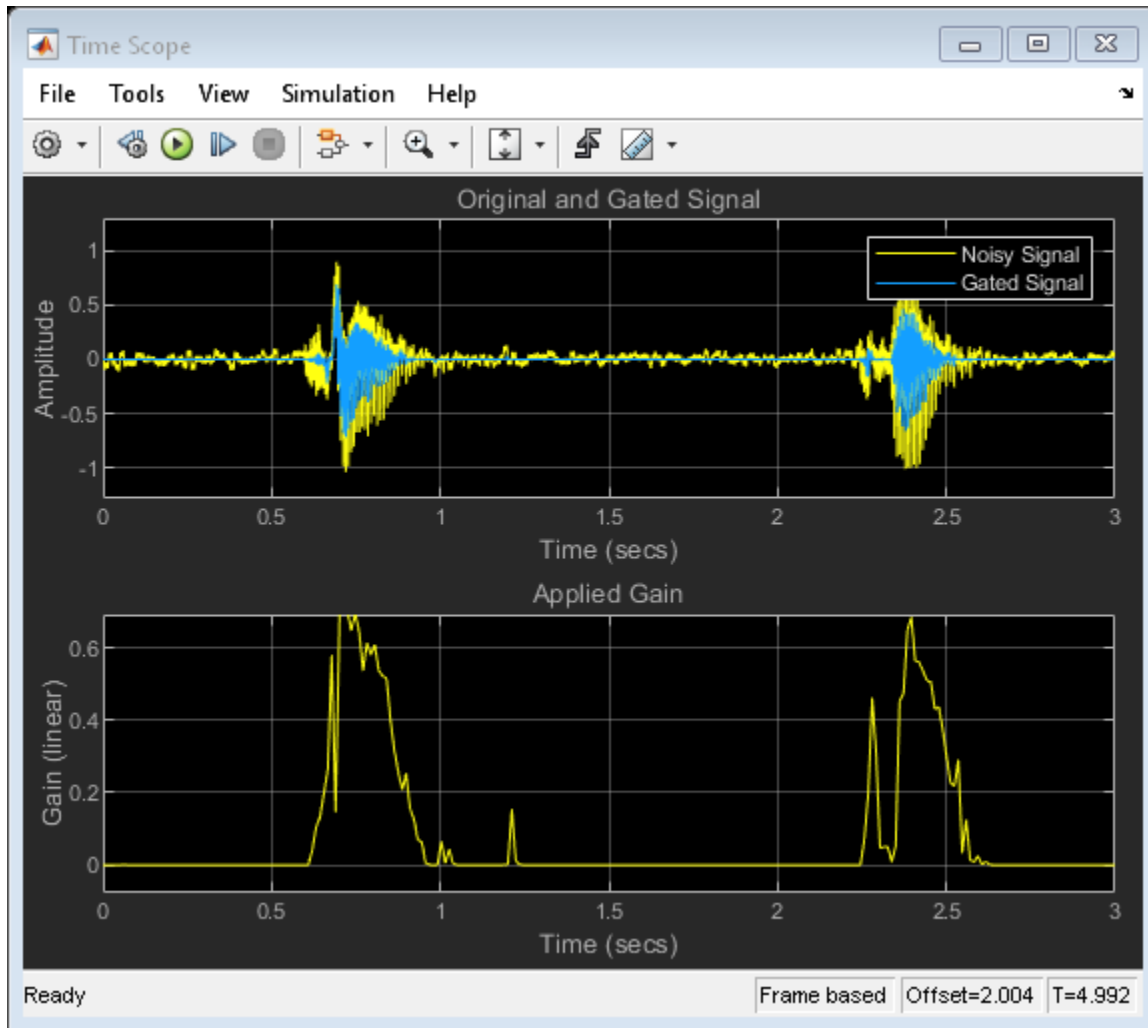 Time Scope
File Tools View Simulation Help
Original and Gated Signal
Noisy Signal
Gated Signal
Amplitude
1
0.5
0
-0.5
-1
0 0.5 1 1.5 2 2.5 3
Time (secs)
Applied Gain
Gain (linear)
0.6
0.4
0.2
0
0 0.5 1 1.5 2 2.5 3
Time (secs)
Ready Frame based Offset=2.004 T=4.992